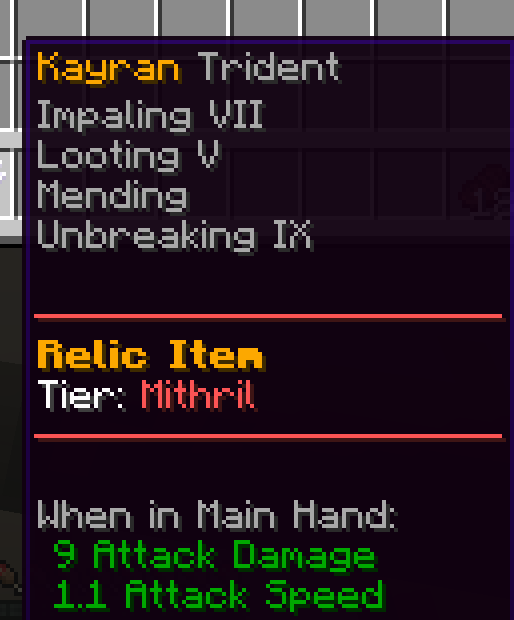 Kayran Trident
Impaling VII
Looting V
Mending
Unbreaking IX
Relic Item
Tier: Mithril
When in Main Hand:
9 Attack Damage
1.1 Attack Speed